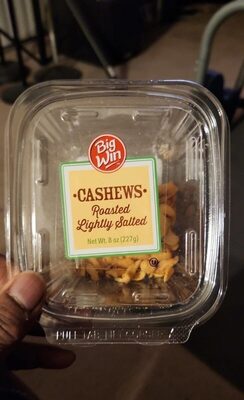 Big
Win
·CASHEWS·
Roasted
Lightly Salted
Net Wt. 8 oz (227g)